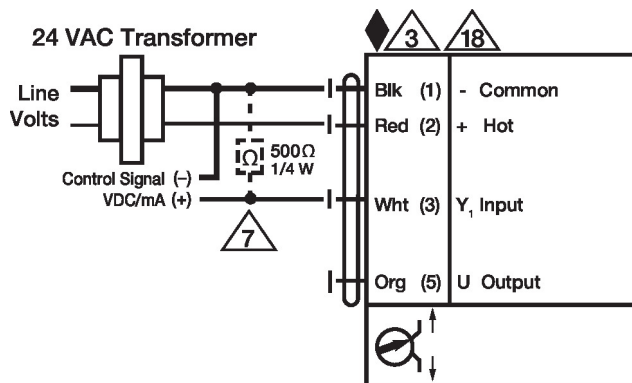 24 VAC Transformer
3
18
Line
Volts
Blk (1) - Common
Red (2) + Hot
Ω
500Ω
1/4 W
Control Signal (–)
VDC/mA (+)
7
Wht (3) Y₁ Input
Org (5) U Output